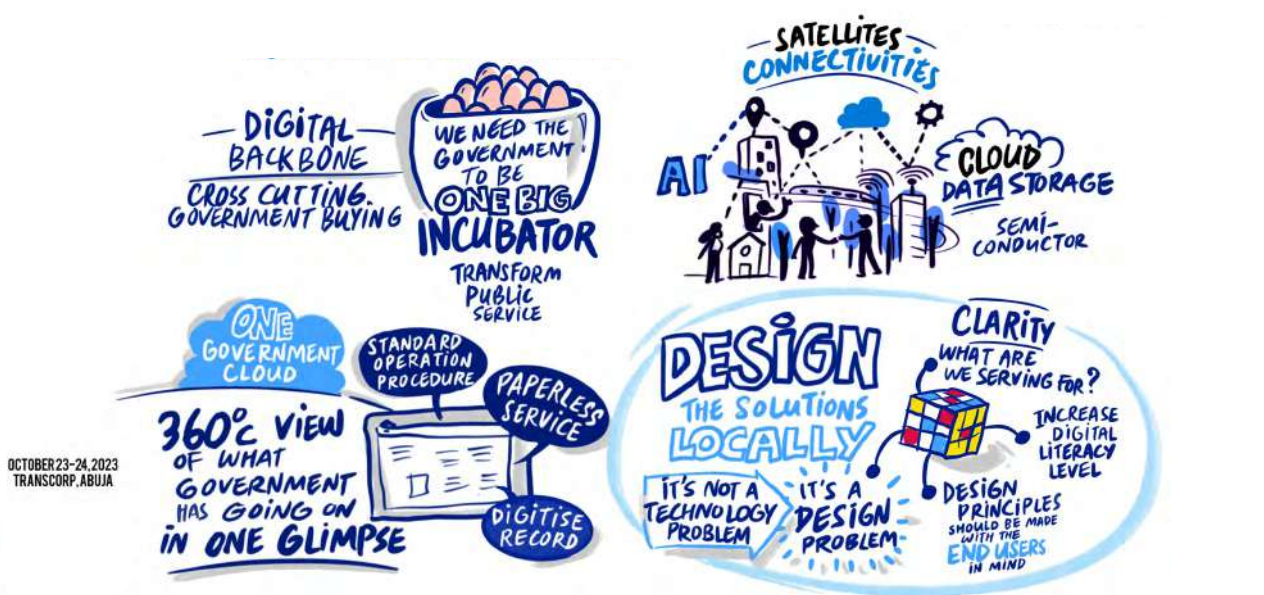 DIGITAL
BACKBONE
CROSS CUTTING.
GOVERNMENT BUYING
WE NEED THE
GOVERNMENT
TO BE
ONE BIG
INCUBATOR
TRANSFORM
PUBLIC
SERVICE
SATELLITES
CONNECTIVITIES
AI
CLOUD
DATA STORAGE
SEMI-
CONDUCTOR
ONE
GOVERNMENT
CLOUD
360°C VIEW
OF WHAT
GOVERNMENT
HAS GOING ON
IN ONE GLIMPSE
STANDARD
OPERATION
PROCEDURE
PAPERLESS
SERVICE
DIGITISE
RECORD
DESIGN
THE SOLUTIONS
LOCALLY
IT'S NOT A
TECHNOLOGY
PROBLEM
IT'S A
DESIGN
PROBLEM
CLARITY
WHAT ARE
WE SERVING FOR?
INCREASE
DIGITAL
LITERACY
LEVEL
DESIGN
PRINCIPLES
SHOULD BE MADE
WITH THE
END USERS
IN MIND
OCTOBER 23-24, 2023
TRANSCORP, ABUJA